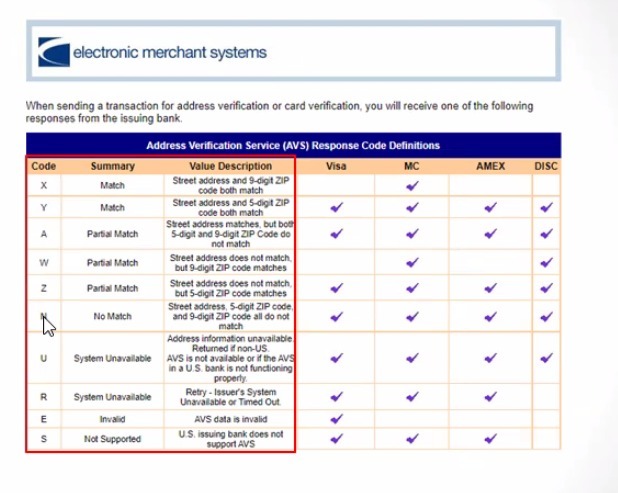 electronic merchant systems
When sending a transaction for address verification or card verification, you will receive one of the following
responses from the issuing bank.
Address Verification Service (AVS) Response Code Definitions
Code Summary Value Description Visa MC AMEX DISC
X Match Street address and 9-digit ZIP
code both match
Y Match Street address and 5-digit ZIP
code both match
A Partial Match Street address matches, but both
5-digit and 9-digit ZIP Code do
not match
W Partial Match Street address does not match,
but 9-digit ZIP code matches
Z Partial Match Street address does not match,
but 5-digit ZIP code matches
N No Match Street address, 5-digit ZIP code,
and 9-digit ZIP code all do not
match
U System Unavailable Address information unavailable.
Returned if non-US.
AVS is not available or if the AVS
in a U.S. bank is not functioning
properly.
R System Unavailable Retry - Issuer's System
Unavailable or Timed Out.
E Invalid AVS data is invalid
S Not Supported U.S. issuing bank does not
support AVS